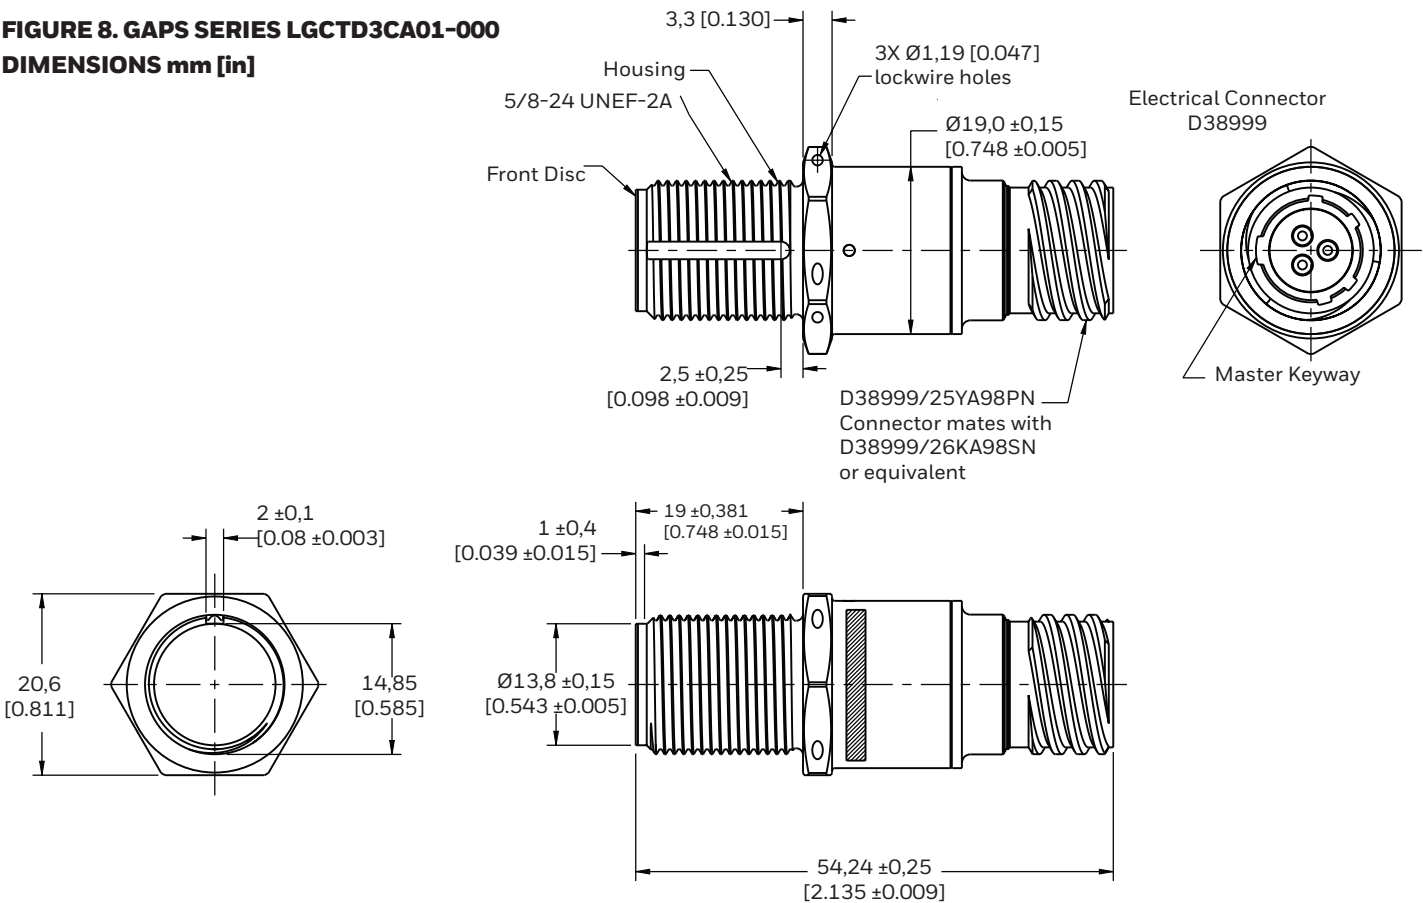 FIGURE 8. GAPS SERIES LGCTD3CA01-000
DIMENSIONS mm [in]
3,3 [0.130]
3X Ø1,19 [0.047]
lockwire holes
Housing
5/8-24 UNEF-2A
Ø19,0 ±0,15
[0.748 ±0.005]
Electrical Connector
D38999
Front Disc
2,5 ±0,25
[0.098 ±0.009]
D38999/25YA98PN
Connector mates with
D38999/26KA98SN
or equivalent
Master Keyway
2 ±0,1
[0.08 ±0.003]
1 ±0,4
[0.039 ±0.015]
19 ±0,381
[0.748 ±0.015]
20,6
[0.811]
14,85
[0.585]
Ø13,8 ±0,15
[0.543 ±0.005]
54,24 ±0,25
[2.135 ±0.009]